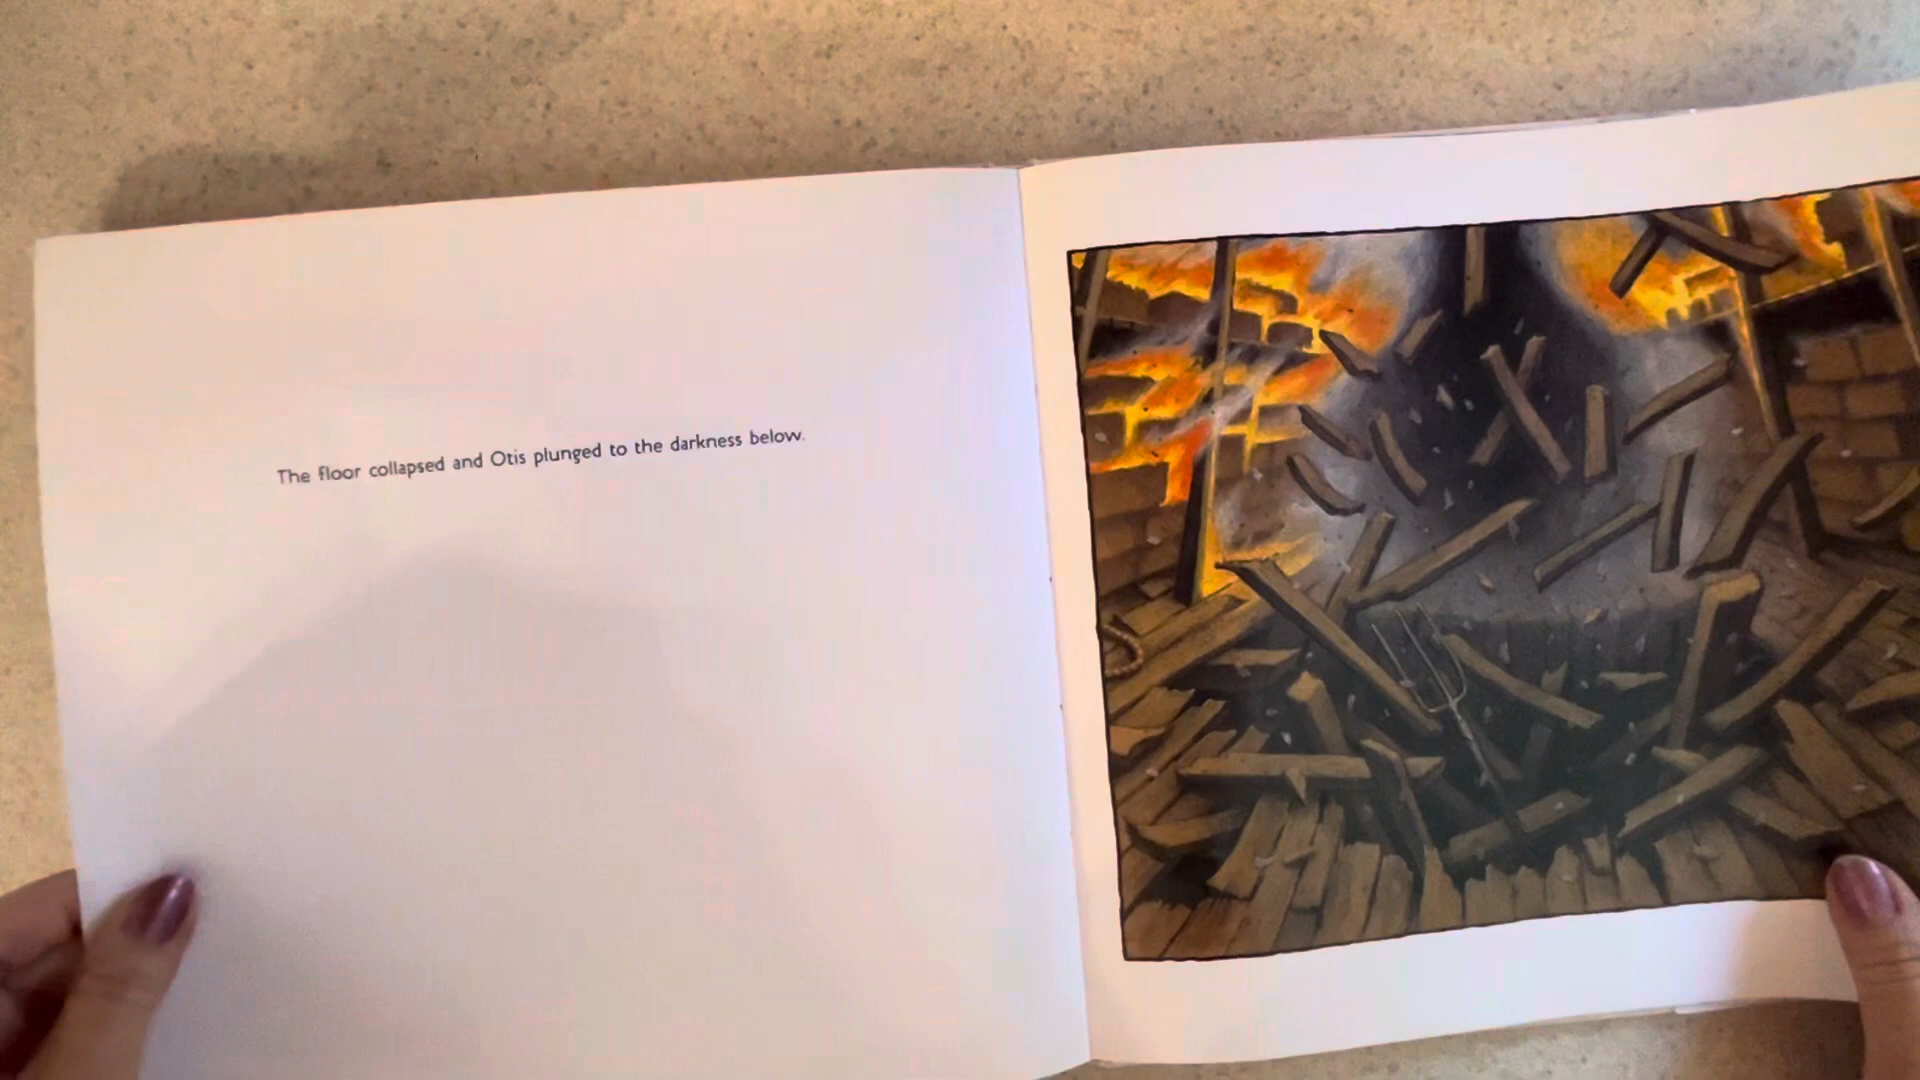 The floor collapsed and Otis plunged to the darkness below.